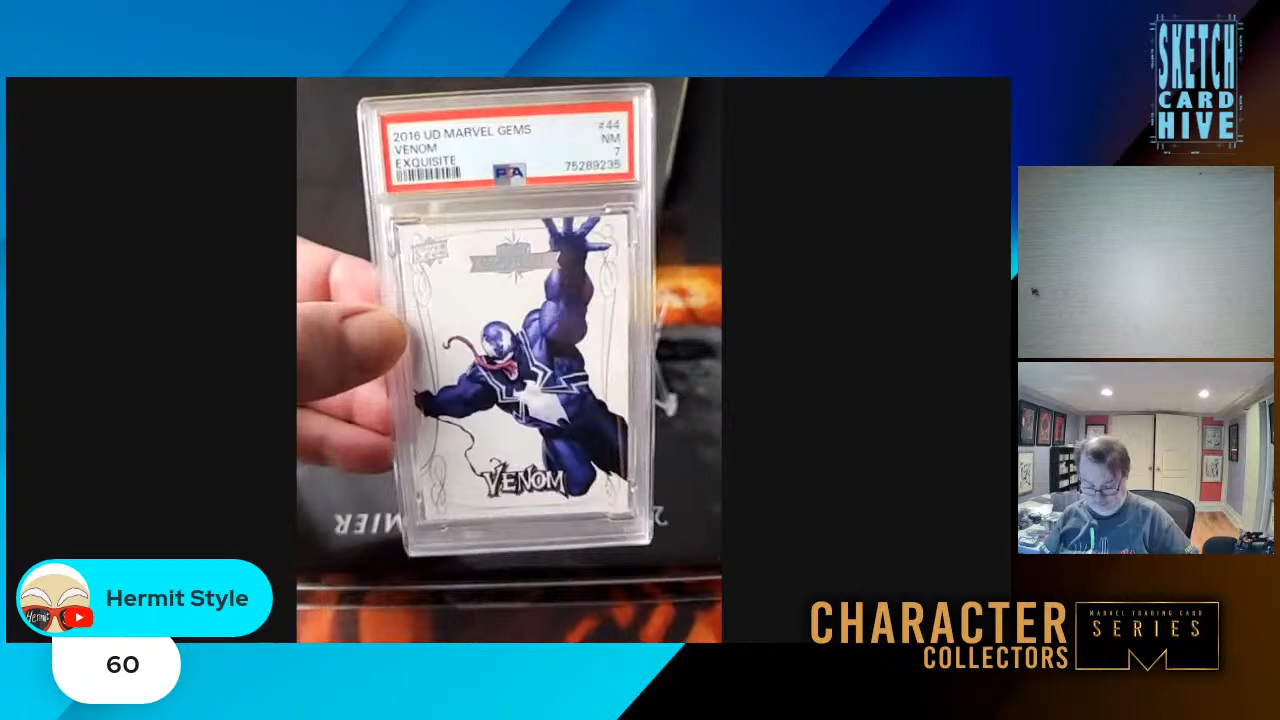 SKETCH
CARD
HIVE
2016 UD MARVEL GEMS #44
VENOM NM
EXQUISITE 7
PSA 75289235
VENOM
Hermit Style
60
CHARACTER
COLLECTORS
MARVEL TRADING CARD
SERIES
M